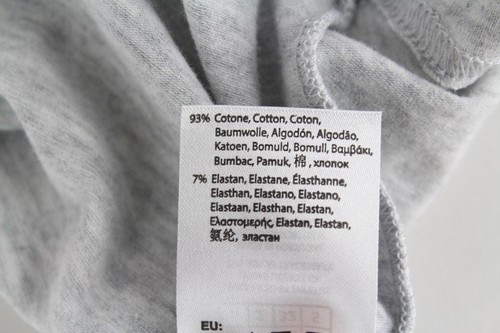 93% Cotone, Cotton, Coton,
Baumwolle, Algodón, Algodão,
Katoen, Bomuld, Bomull, Βαμβάκι,
Bumbac, Pamuk, 棉, хлопок
7% Elastan, Elastane, Élasthanne,
Elasthan, Elastano, Elastano,
Elastaan, Elasthan, Elastan,
Ελαστομερής, Elastan, Elastan,
氨纶, эластан
EU: